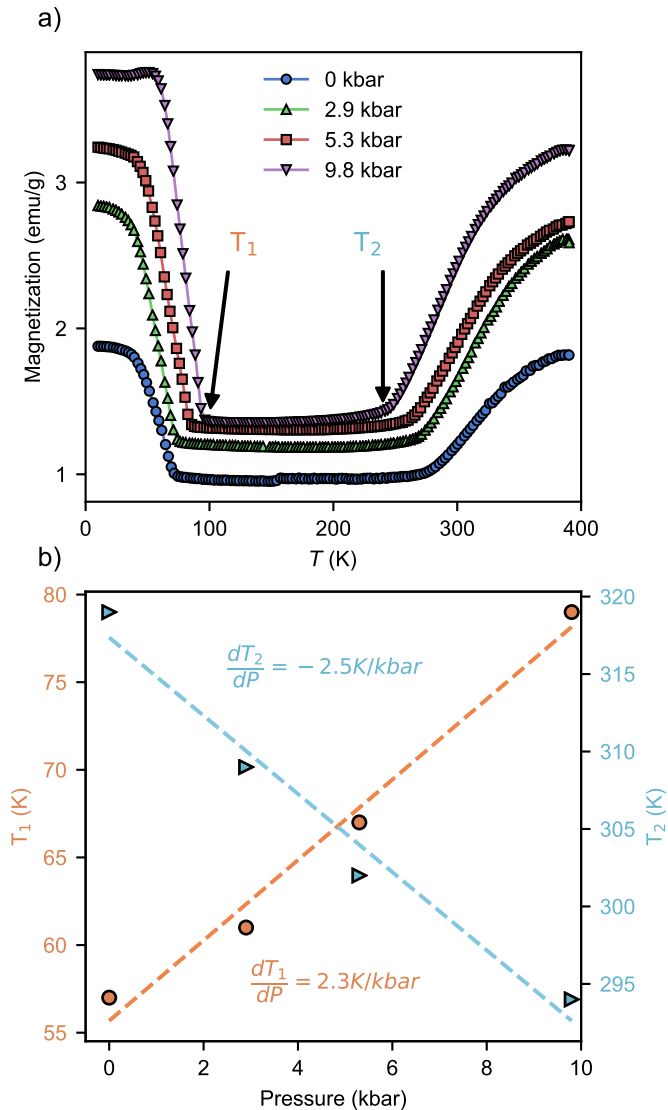 a)
Magnetization (emu/g)
3
2
1
0 kbar
2.9 kbar
5.3 kbar
9.8 kbar
T₁
T₂
0
100
200
300
400
T (K)
b)
T₁ (K)
80
75
70
65
60
55
dT₂/dP = − 2.5K/kbar
dT₁/dP = 2.3K/kbar
320
315
310
305
300
295
T₂ (K)
0
2
4
6
8
10
Pressure (kbar)